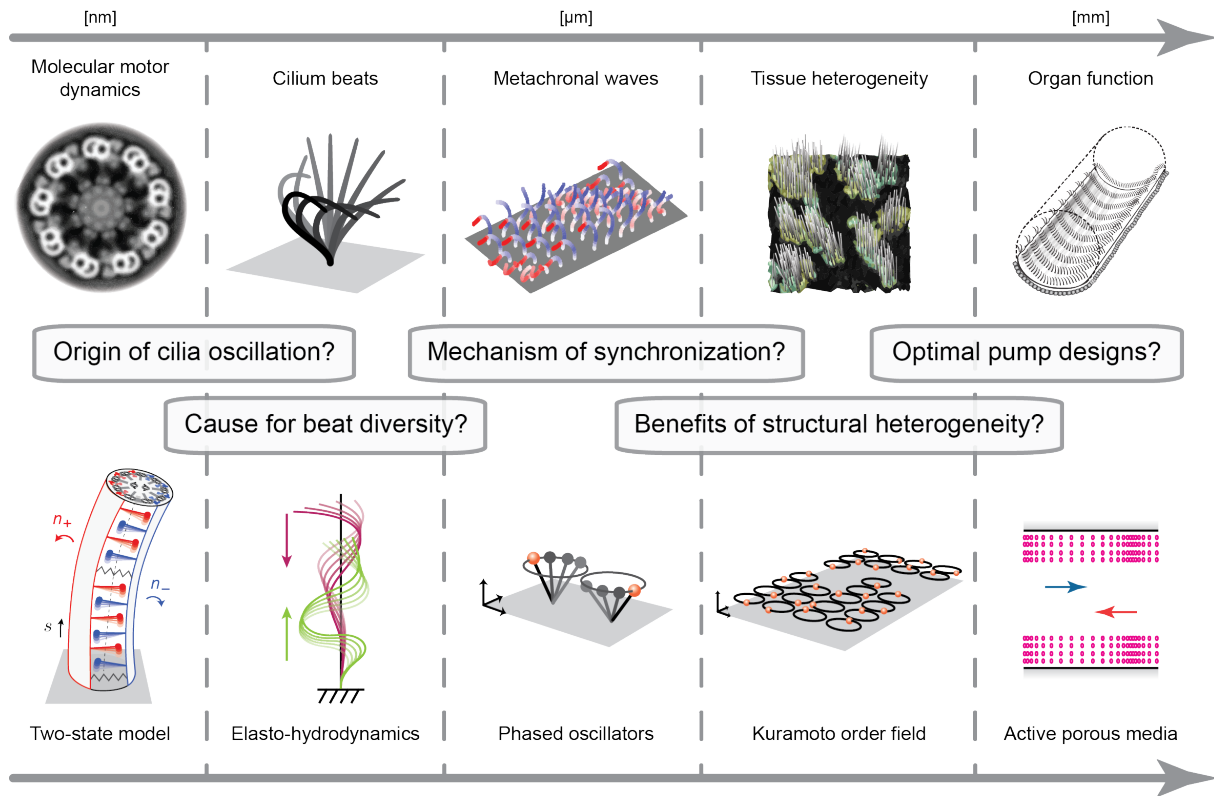 [nm]
[µm]
[mm]
Molecular motor
dynamics
Cilium beats
Metachronal waves
Tissue heterogeneity
Organ function
Origin of cilia oscillation?
Mechanism of synchronization?
Optimal pump designs?
Cause for beat diversity?
Benefits of structural heterogeneity?
n+
n−
s
Two-state model
Elasto-hydrodynamics
Phased oscillators
Kuramoto order field
Active porous media